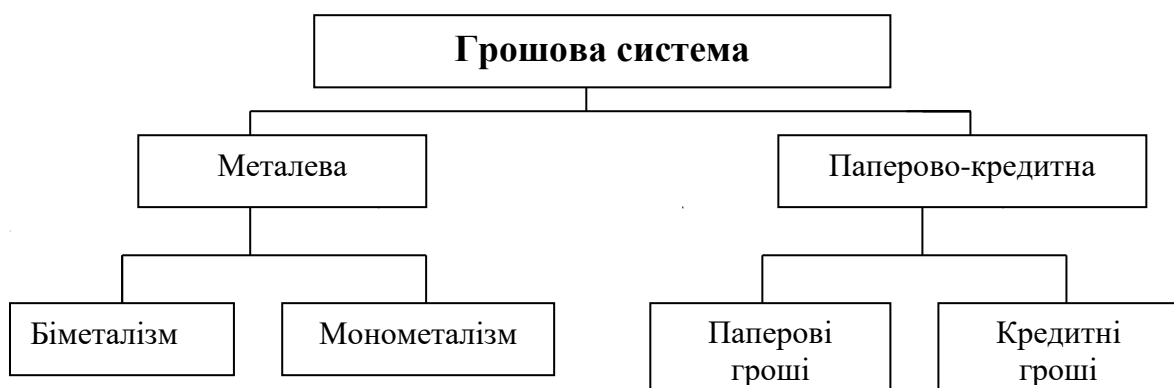 Грошова система
Металева
Паперово-кредитна
Біметалізм
Монометалізм
Паперові
гроші
Кредитні
гроші